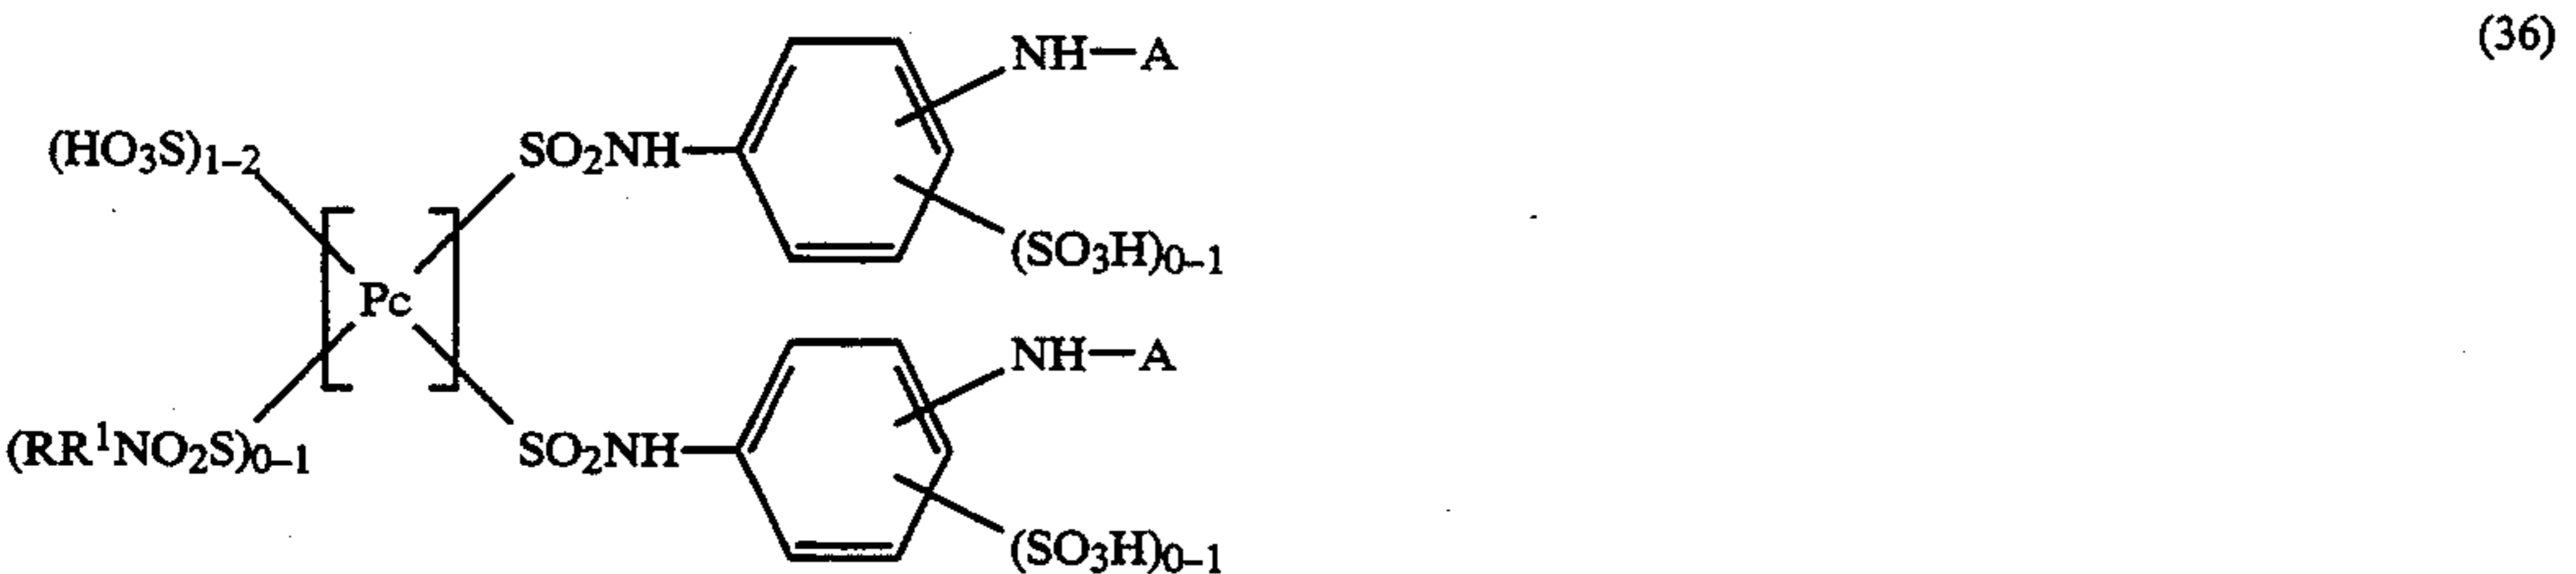 (36)
NH—A
(HO₃S)₁₋₂ SO₂NH
(SO₃H)₀₋₁
Pc
NH—A
(RR¹NO₂S)₀₋₁ SO₂NH
(SO₃H)₀₋₁